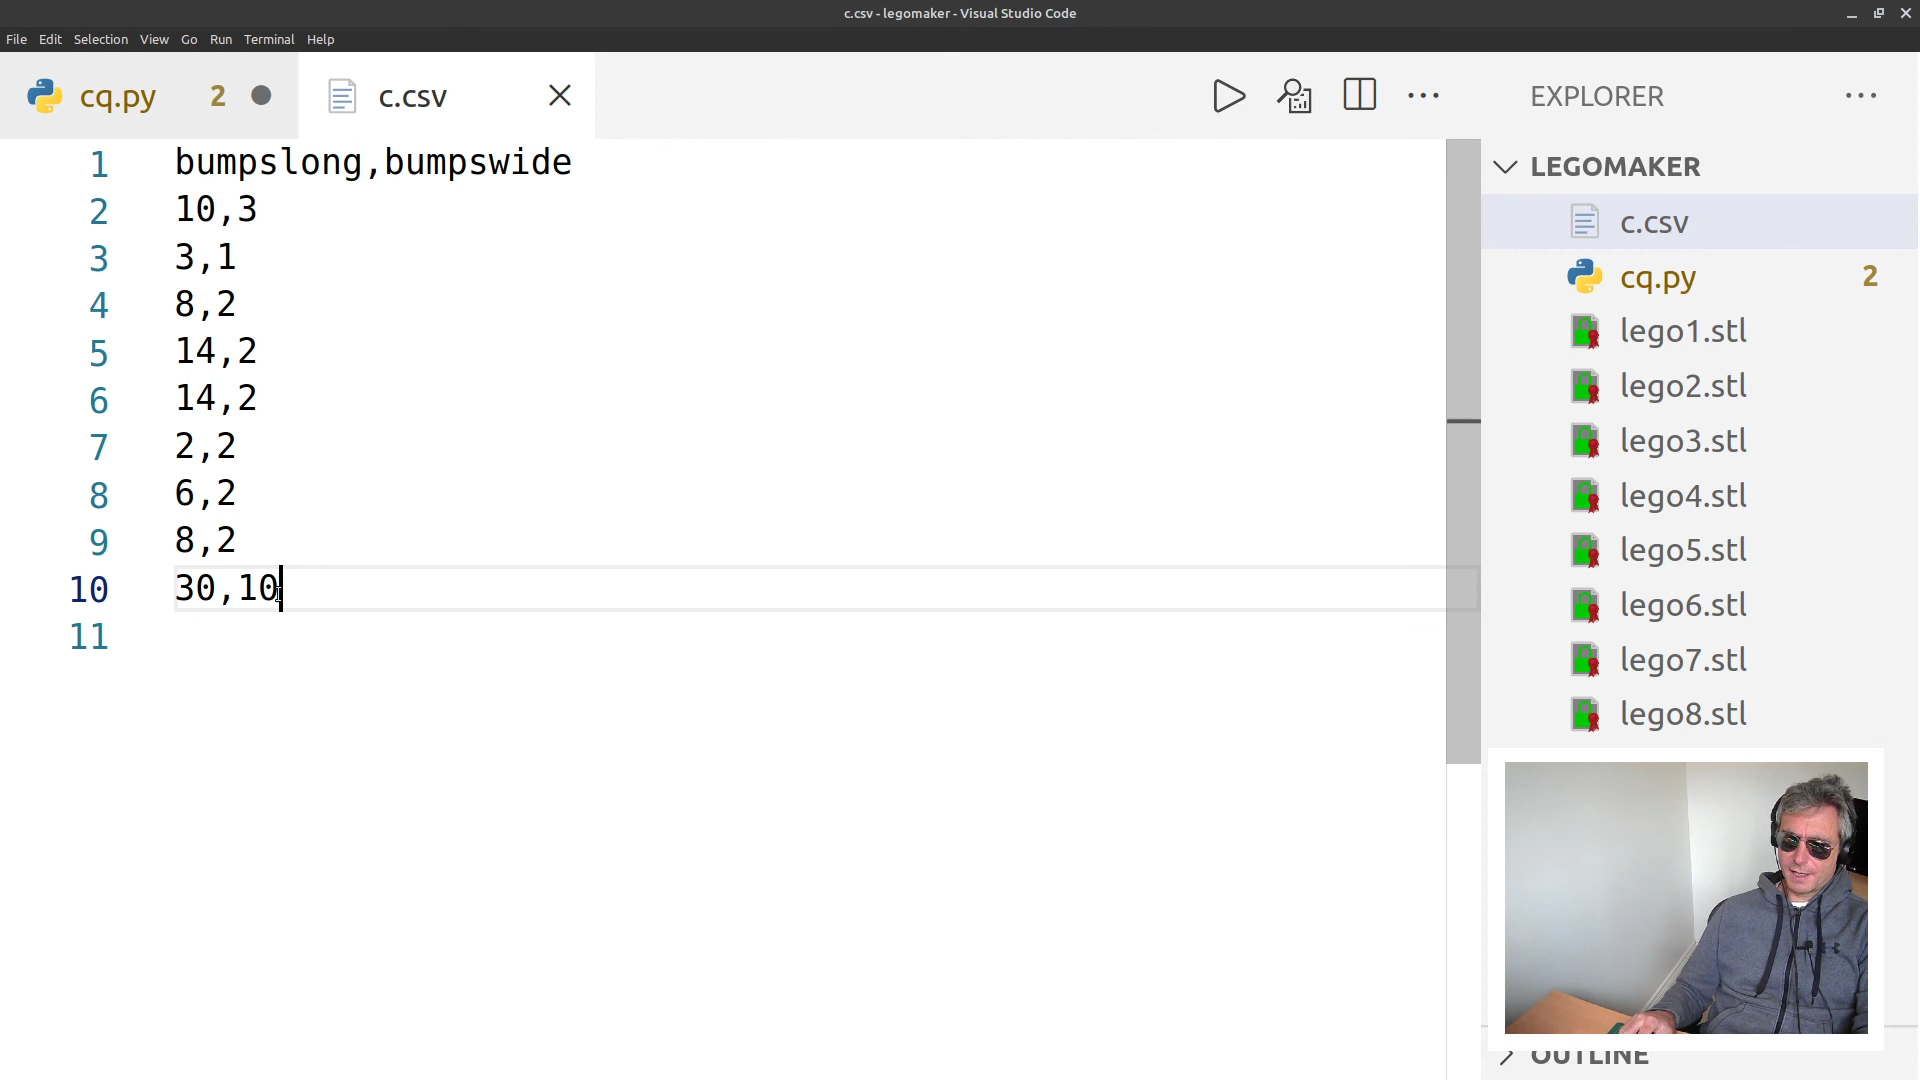 c.csv - legomaker - Visual Studio Code
File Edit Selection View Go Run Terminal Help
cq.py 2
c.csv
EXPLORER
1 bumpslong,bumpswide
2 10,3
3 3,1
4 8,2
5 14,2
6 14,2
7 2,2
8 6,2
9 8,2
10 30,10
11
LEGOMAKER
c.csv
cq.py 2
lego1.stl
lego2.stl
lego3.stl
lego4.stl
lego5.stl
lego6.stl
lego7.stl
lego8.stl
OUTLINE